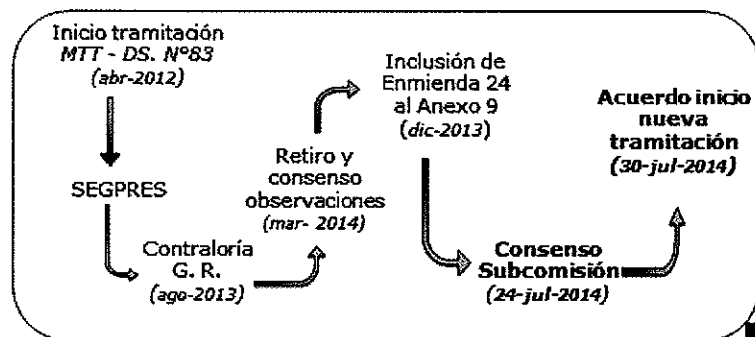 Inicio tramitación
MTT - DS. N°83
(abr-2012)
SEGPRES
Contraloría
G. R.
(ago-2013)
Retiro y
consenso
observaciones
(mar- 2014)
Inclusión de
Enmienda 24
al Anexo 9
(dic-2013)
Consenso
Subcomisión
(24-jul-2014)
Acuerdo inicio
nueva
tramitación
(30-jul-2014)